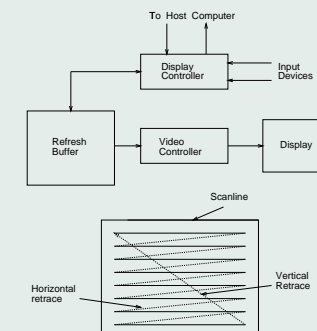 To Host Computer
Display
Controller
Input
Devices
Refresh
Buffer
Video
Controller
Display
Scanline
Horizontal
retrace
Vertical
Retrace